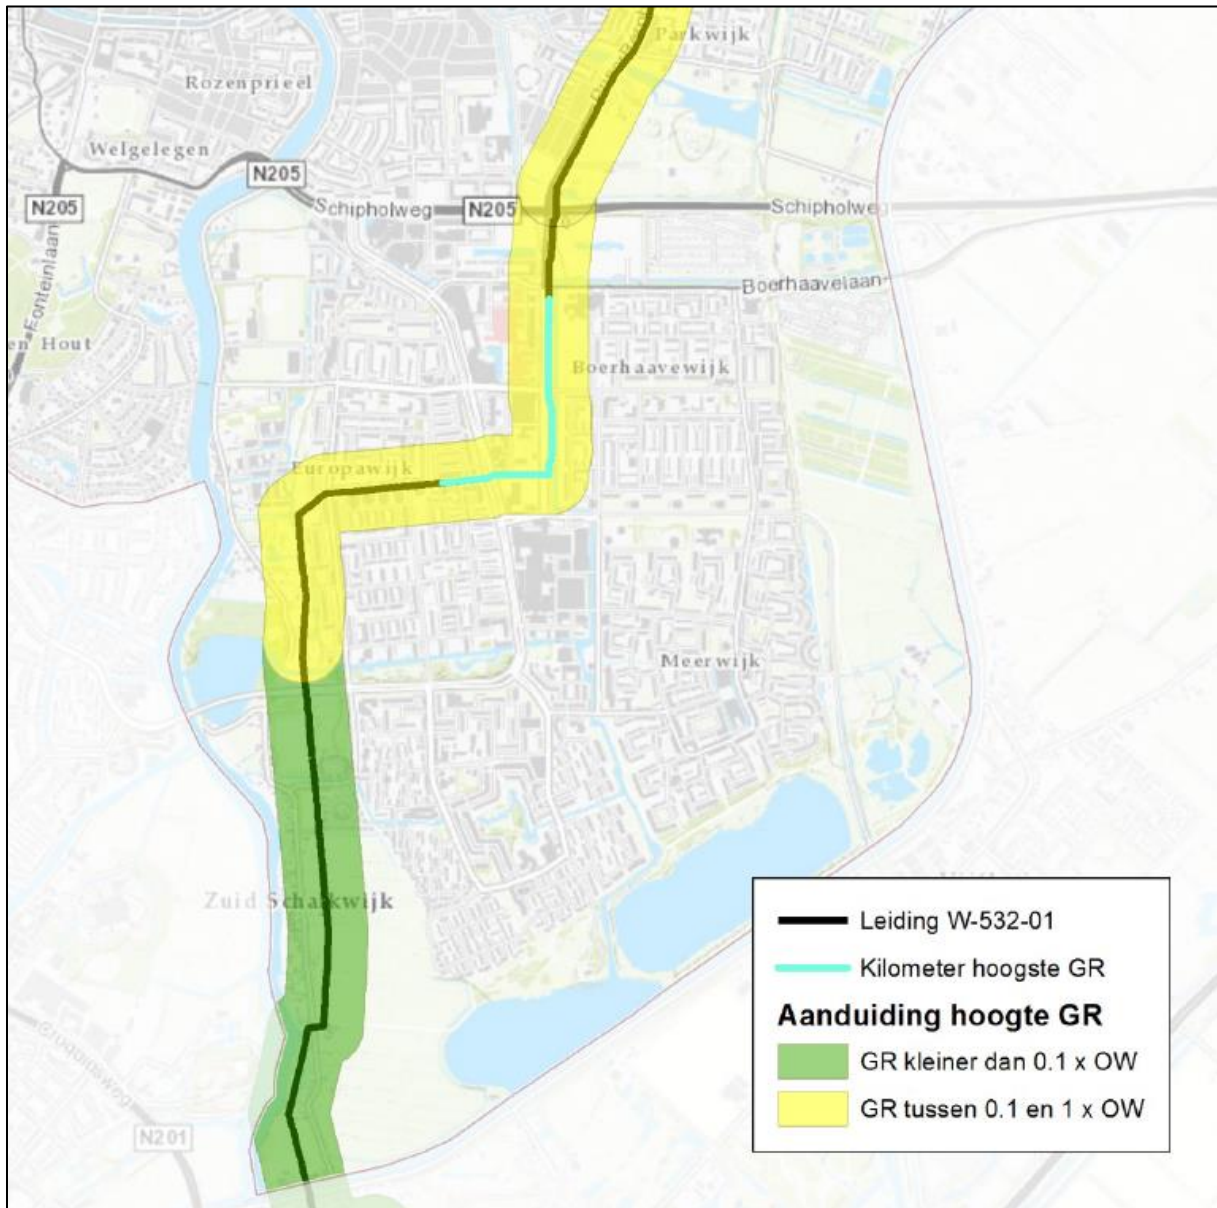 Parkwijk
Rozenprieel
Welgelegen
N205
N205
Schipholweg
N205
Schipholweg
Fonteinlaan
Boerhaavelaan
en Hout
Boerhaavewijk
Europawijk
Meerwijk
Zuid Schalkwijk
N201
Leiding W-532-01
Kilometer hoogste GR
Aanduiding hoogte GR
GR kleiner dan 0.1 x OW
GR tussen 0.1 en 1 x OW